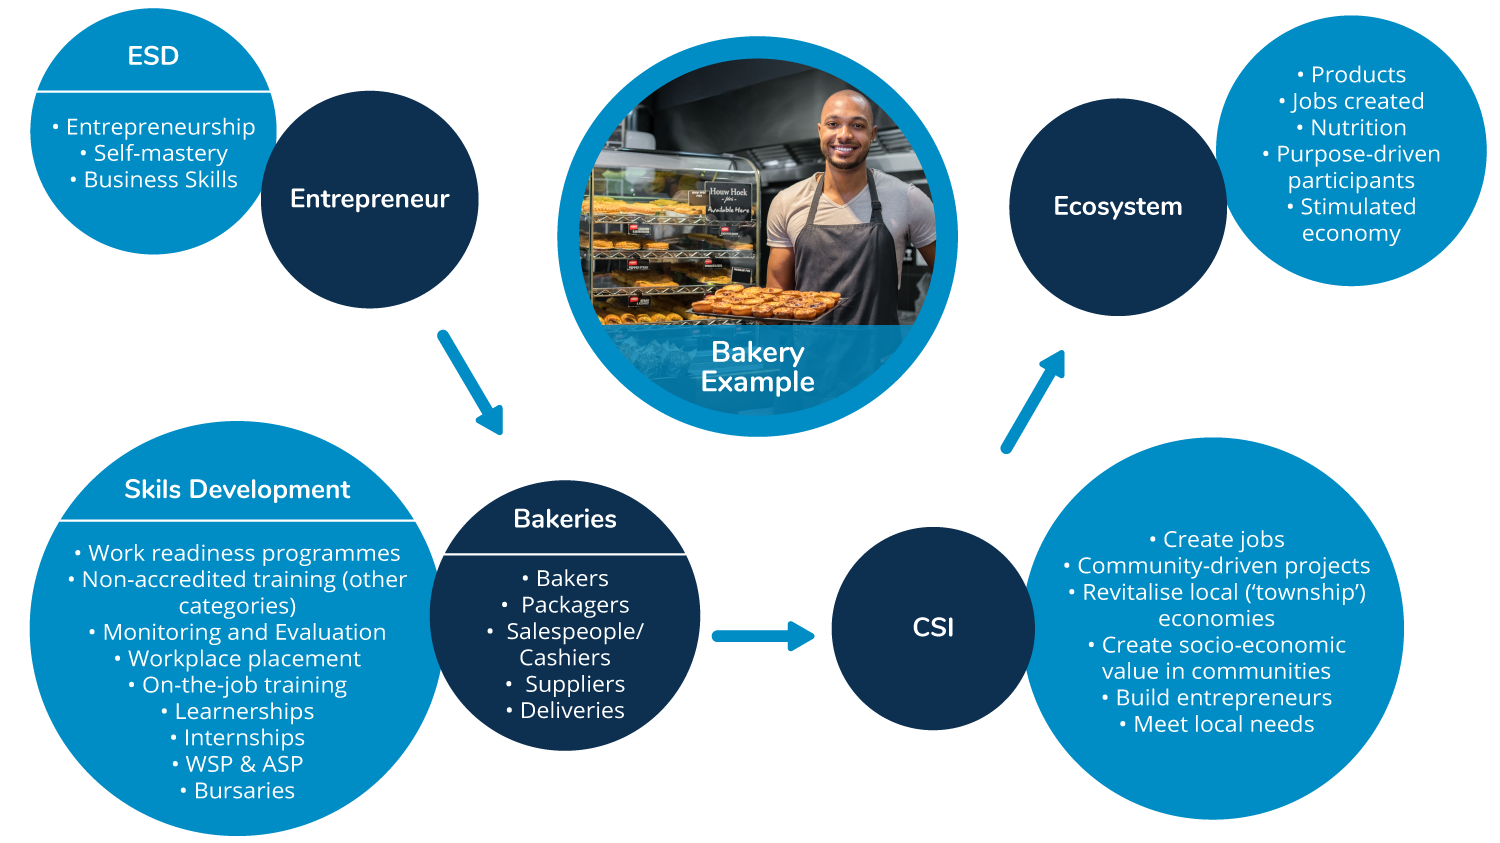 ESD
• Entrepreneurship
• Self-mastery
• Business Skills
Entrepreneur
Houw Hoek
Available Here
Bakery
Example
Ecosystem
• Products
• Jobs created
• Nutrition
• Purpose-driven
participants
• Stimulated
economy
Skils Development
• Work readiness programmes
• Non-accredited training (other
categories)
• Monitoring and Evaluation
• Workplace placement
• On-the-job training
• Learnerships
• Internships
• WSP & ASP
• Bursaries
Bakeries
• Bakers
• Packagers
• Salespeople/
Cashiers
• Suppliers
• Deliveries
CSI
• Create jobs
• Community-driven projects
• Revitalise local (‘township’)
economies
• Create socio-economic
value in communities
• Build entrepreneurs
• Meet local needs